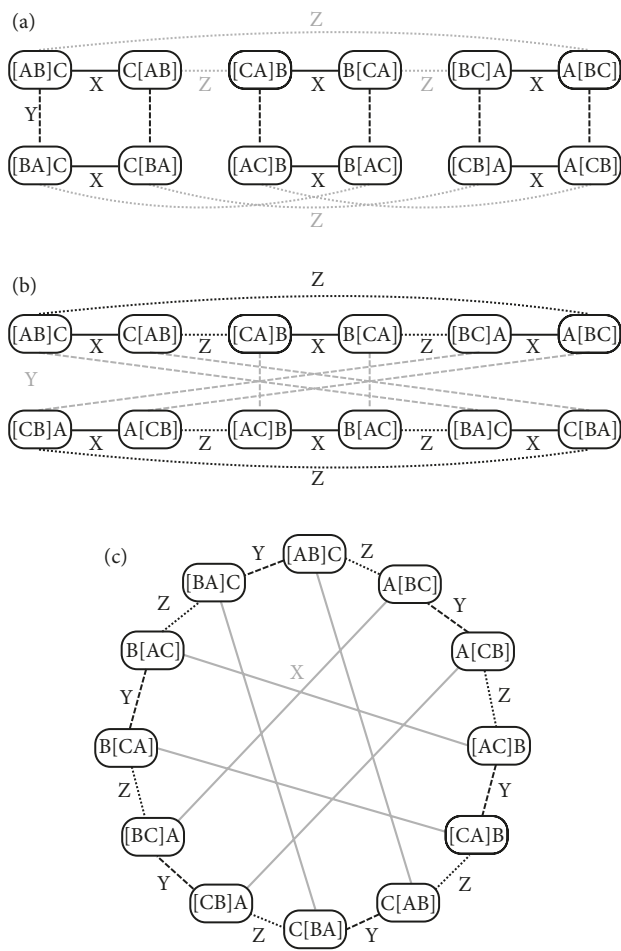 (a)
Z
[AB]C C[AB] [CA]B B[CA] [BC]A A[BC]
X Z X Z X
Y
[BA]C C[BA] [AC]B B[AC] [CB]A A[CB]
X X X
Z
(b)
Z
[AB]C C[AB] [CA]B B[CA] [BC]A A[BC]
X Z X Z X
Y
[CB]A A[CB] [AC]B B[AC] [BA]C C[BA]
X Z X Z X
Z
(c)
Y [AB]C Z
[BA]C A[BC]
Z Y
B[AC] A[CB]
X
Y Z
B[CA] [AC]B
Z Y
[BC]A [CA]B
Y Z
[CB]A C[AB]
Z C[BA] Y